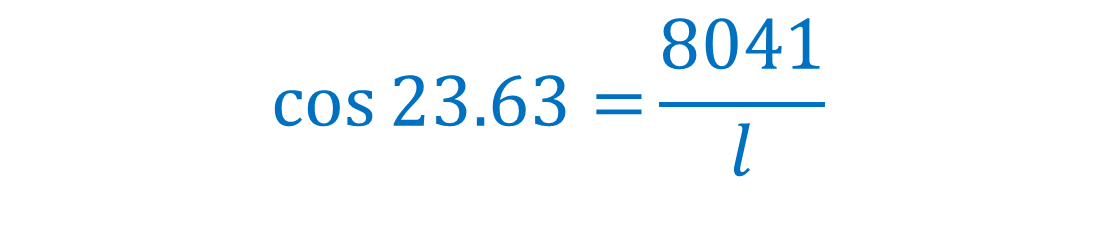 cos 23.63 = 8041/l